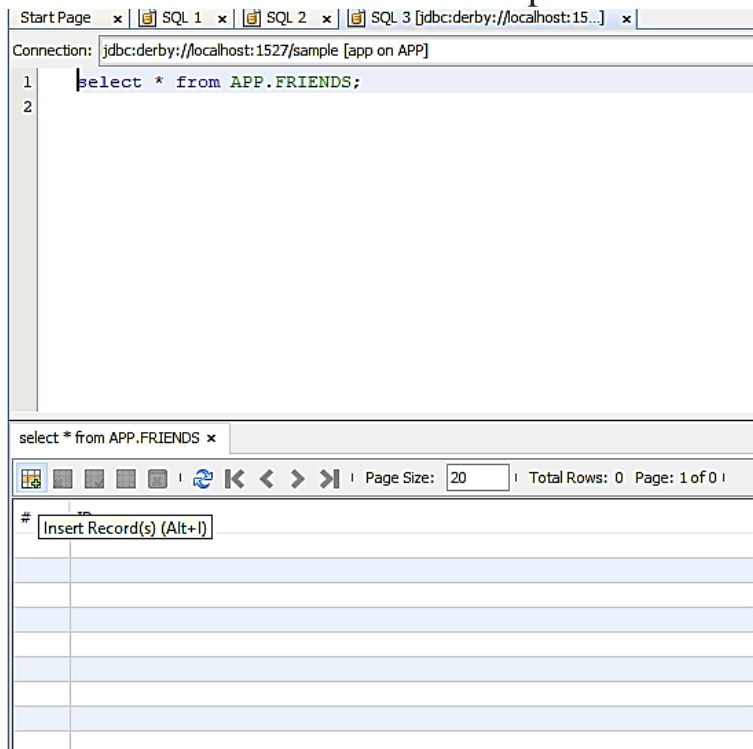 Start Page SQL 1 SQL 2 SQL 3 [jdbc:derby://localhost:15...]
Connection: jdbc:derby://localhost:1527/sample [app on APP]
1 select * from APP.FRIENDS;
2
select * from APP.FRIENDS
Page Size: 20 Total Rows: 0 Page: 1 of 0
#
Insert Record(s) (Alt+I)